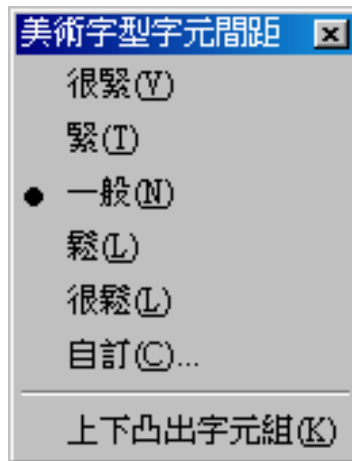 美術字型字元間距
很緊(V)
緊(T)
一般(N)
鬆(L)
很鬆(L)
自訂(C)...
上下凸出字元組(K)